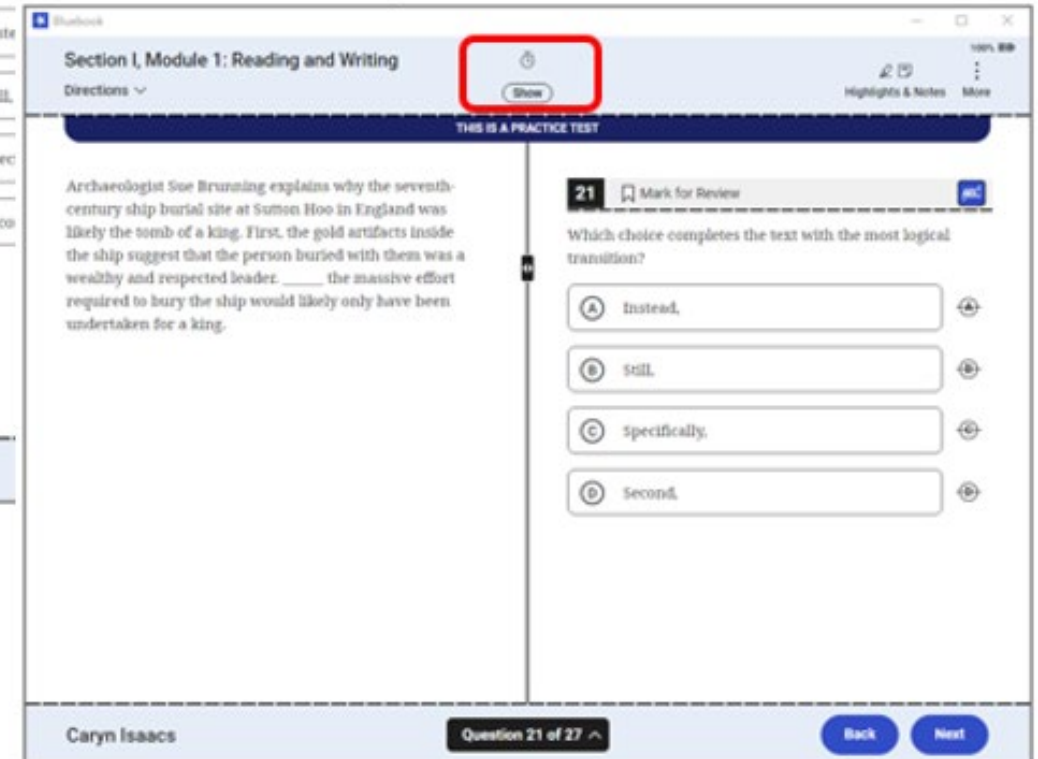 Bluebook
Section I, Module 1: Reading and Writing
Directions
Show
100%
Highlights & Notes
More
THIS IS A PRACTICE TEST
Archaeologist Sue Brunning explains why the seventh-
century ship burial site at Sutton Hoo in England was
likely the tomb of a king. First, the gold artifacts inside
the ship suggest that the person buried with them was a
wealthy and respected leader. ______ the massive effort
required to bury the ship would likely only have been
undertaken for a king.
21 Mark for Review
Which choice completes the text with the most logical
transition?
A Instead,
B Still,
C Specifically,
D Second,
Caryn Isaacs
Question 21 of 27
Back
Next